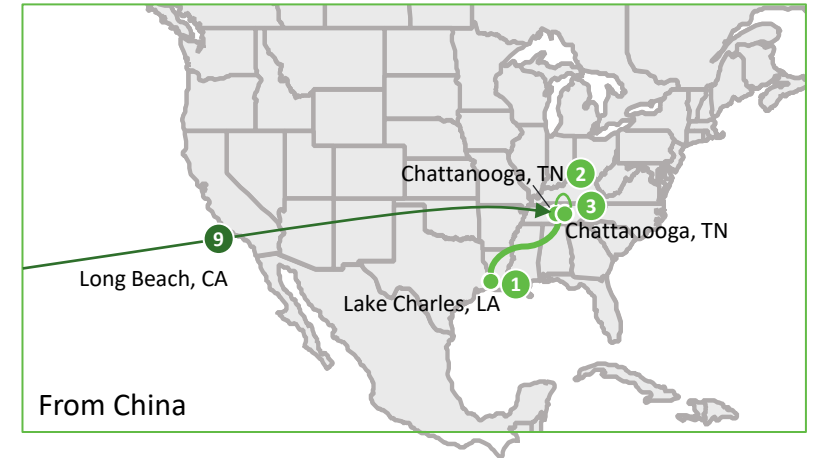 Chattanooga, TN 2
3
Chattanooga, TN
9
Long Beach, CA
1
Lake Charles, LA
From China